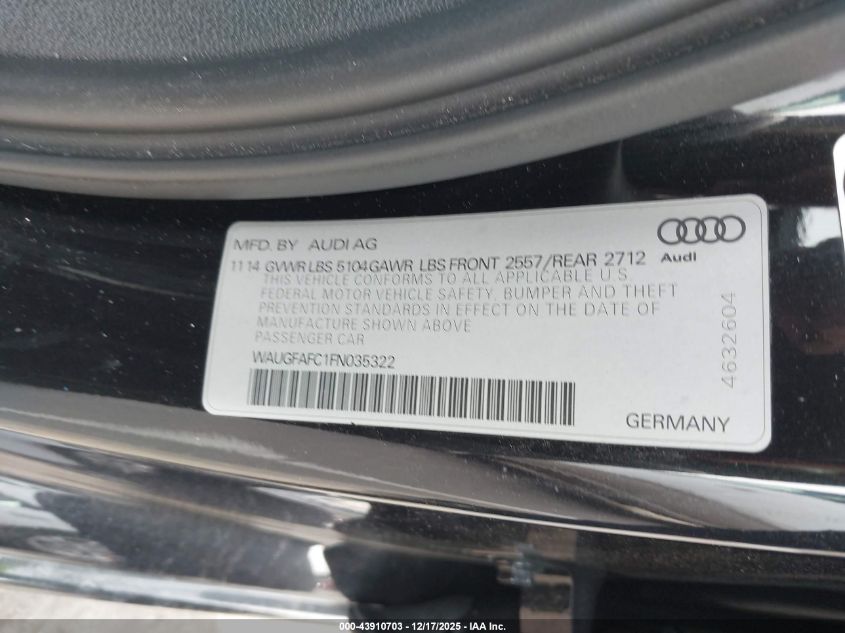 MFD. BY AUDI AG
Audi
11 14 GVWR LBS 5104 GAWR LBS FRONT 2557/REAR 2712
THIS VEHICLE CONFORMS TO ALL APPLICABLE U S
FEDERAL MOTOR VEHICLE SAFETY, BUMPER AND THEFT
PREVENTION STANDARDS IN EFFECT ON THE DATE OF
MANUFACTURE SHOWN ABOVE
PASSENGER CAR
WAUGFAFC1FN035322
4632604
GERMANY
000-43910703 - 12/17/2025 - IAA Inc.